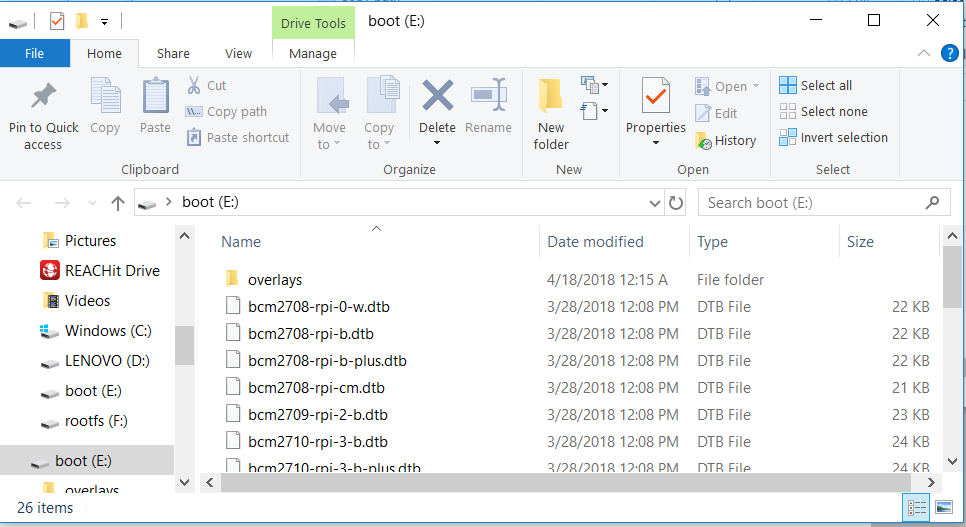 Drive Tools
boot (E:)
File Home Share View Manage
Pin to Quick access
Copy
Paste
Cut
Copy path
Paste shortcut
Clipboard
Move to
Copy to
Delete
Rename
Organize
New folder
New
Properties
Open
Edit
History
Open
Select all
Select none
Invert selection
Select
boot (E:)
Search boot (E:)
Pictures
REACHit Drive
Videos
Windows (C:)
LENOVO (D:)
boot (E:)
rootfs (F:)
boot (E:)
overlays
Name Date modified Type Size
overlays 4/18/2018 12:15 A File folder
bcm2708-rpi-0-w.dtb 3/28/2018 12:08 PM DTB File 22 KB
bcm2708-rpi-b.dtb 3/28/2018 12:08 PM DTB File 22 KB
bcm2708-rpi-b-plus.dtb 3/28/2018 12:08 PM DTB File 22 KB
bcm2708-rpi-cm.dtb 3/28/2018 12:08 PM DTB File 21 KB
bcm2709-rpi-2-b.dtb 3/28/2018 12:08 PM DTB File 23 KB
bcm2710-rpi-3-b.dtb 3/28/2018 12:08 PM DTB File 24 KB
bcm2710-rpi-3-b-plus.dtb 3/28/2018 12:08 PM DTB File 24 KB
26 items